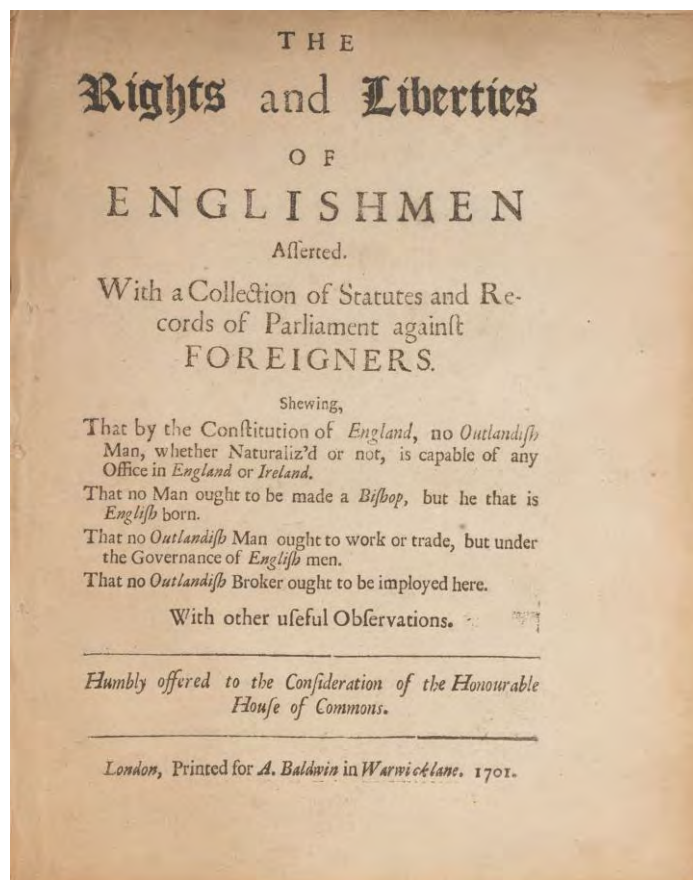 THE
Rights and Liberties
OF
ENGLISHMEN
Aſſerted.
With a Collection of Statutes and Re-
cords of Parliament againſt
FOREIGNERS.
Shewing,
That by the Conſtitution of England, no Outlandiſh
Man, whether Naturaliz'd or not, is capable of any
Office in England or Ireland.
That no Man ought to be made a Biſhop, but he that is
Engliſh born.
That no Outlandiſh Man ought to work or trade, but under
the Governance of Engliſh men.
That no Outlandiſh Broker ought to be imployed here.
With other uſeful Obſervations.
Humbly offered to the Conſideration of the Honourable
Houſe of Commons.
London, Printed for A. Baldwin in Warwicklane. 1701.